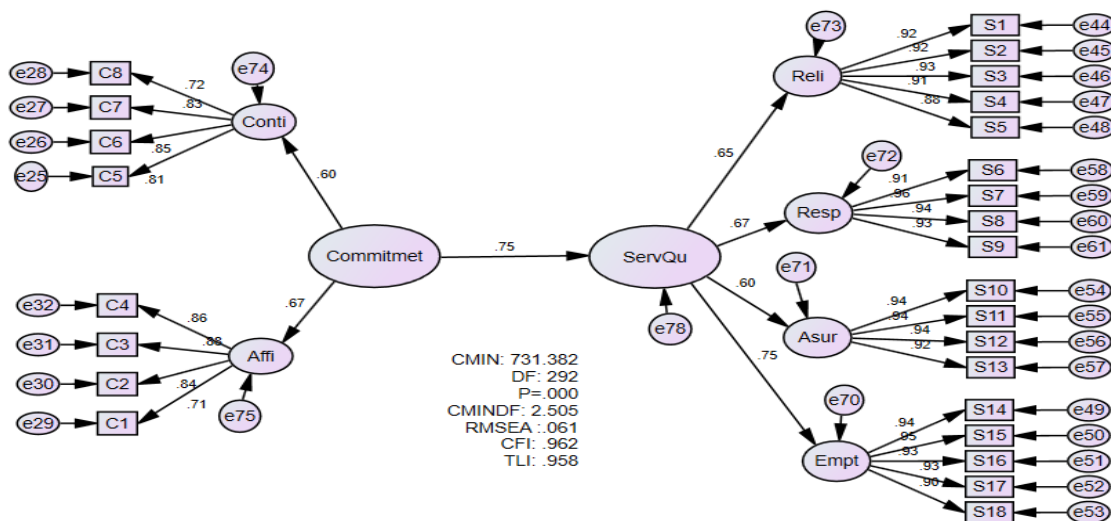 e28
C8
.72
e27
C7
.83
e26
C6
.85
e25
C5
.81
e74
Conti
.60
Commitmet
.67
e32
C4
.86
e31
C3
.88
e30
C2
.84
e29
C1
.71
Affi
e75
.75
ServQu
e78
CMIN: 731.382
DF: 292
P=.000
CMINDF: 2.505
RMSEA :.061
CFI: .962
TLI: .958
.65
e73
Reli
.92
S1
e44
.92
S2
e45
.93
S3
e46
.91
S4
e47
.88
S5
e48
.67
e72
Resp
.91
S6
e58
.96
S7
e59
.94
S8
e60
.93
S9
e61
.60
e71
Asur
.94
S10
e54
.94
S11
e55
.94
S12
e56
.92
S13
e57
.75
e70
Empt
.94
S14
e49
.95
S15
e50
.93
S16
e51
.93
S17
e52
.90
S18
e53